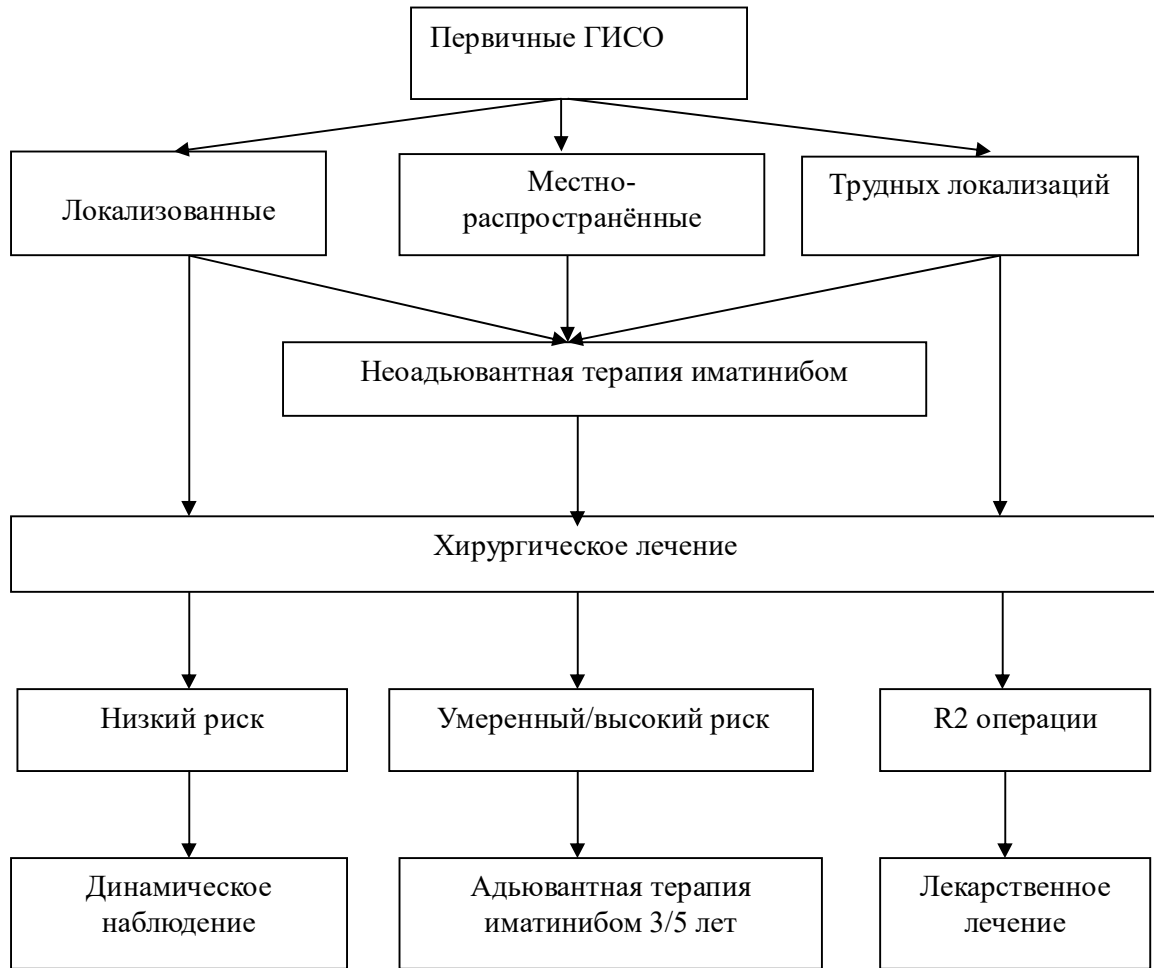 Первичные ГИСО
Локализованные
Местно-
распространённые
Трудных локализаций
Неоадьювантная терапия иматинибом
Хирургическое лечение
Низкий риск
Умеренный/высокий риск
R2 операции
Динамическое
наблюдение
Адьювантная терапия
иматинибом 3/5 лет
Лекарственное
лечение